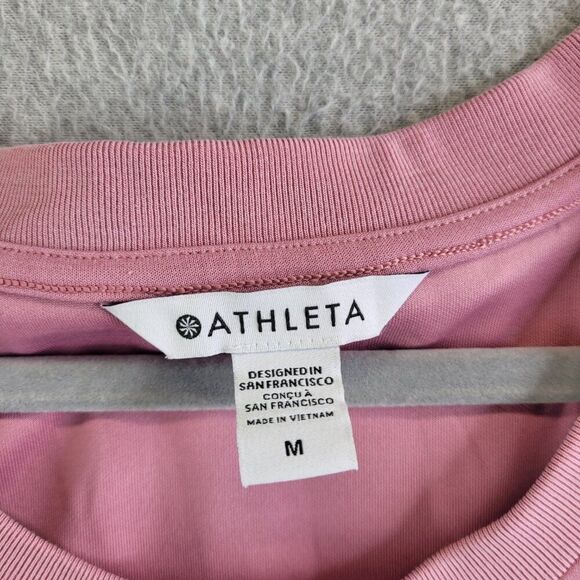 ATHLETA
DESIGNED IN
SAN FRANCISCO
CONÇU À
SAN FRANCISCO
MADE IN VIETNAM
M